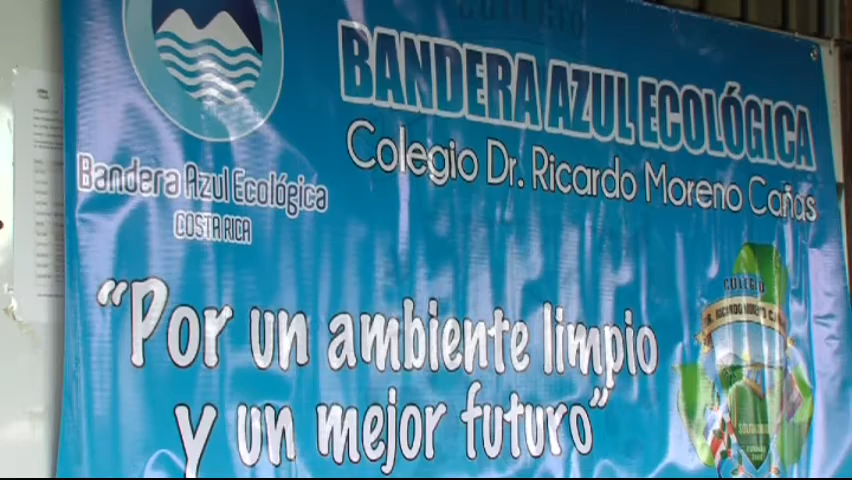 BANDERA AZUL ECOLÓGICA
Colegio Dr. Ricardo Moreno Cañas
Bandera Azul Ecológica
COSTA RICA
"Por un ambiente limpio
y un mejor futuro"
COLEGIO